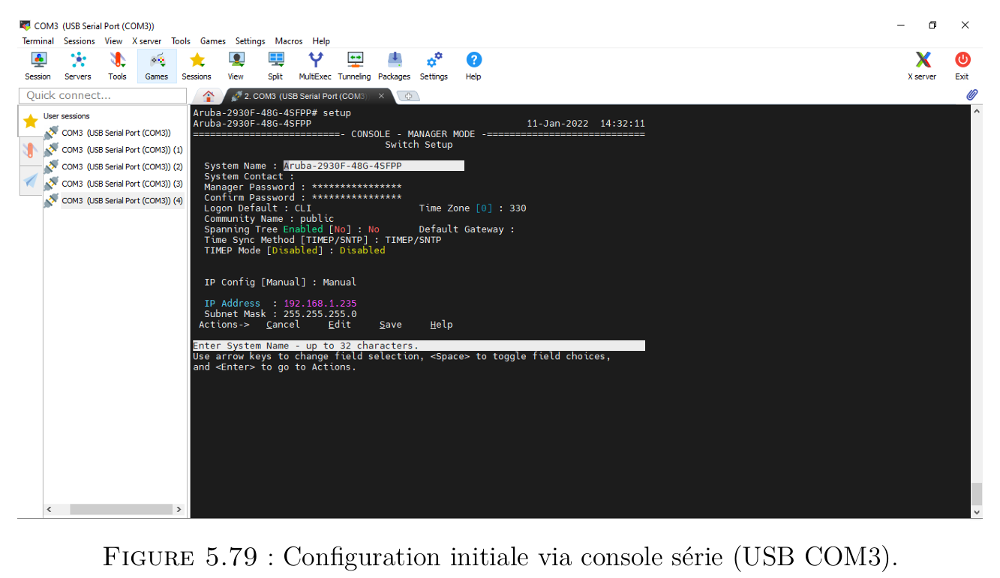 COM3 (USB Serial Port (COM3))
Terminal Sessions View X server Tools Games Settings Macros Help
Session Servers Tools Games Sessions View Split MultiExec Tunneling Packages Settings Help X server Exit
Quick connect...
2. COM3 (USB Serial Port (COM3)
User sessions
COM3 (USB Serial Port (COM3))
COM3 (USB Serial Port (COM3)) (1)
COM3 (USB Serial Port (COM3)) (2)
COM3 (USB Serial Port (COM3)) (3)
COM3 (USB Serial Port (COM3)) (4)
Aruba-2930F-48G-4SFPP# setup
Aruba-2930F-48G-4SFPP 11-Jan-2022 14:32:11
==========================- CONSOLE - MANAGER MODE -============================
Switch Setup
System Name : Aruba-2930F-48G-4SFPP
System Contact :
Manager Password : ****************
Confirm Password : ****************
Logon Default : CLI Time Zone [0] : 330
Community Name : public
Spanning Tree Enabled [No] : No Default Gateway :
Time Sync Method [TIMEP/SNTP] : TIMEP/SNTP
TIMEP Mode [Disabled] : Disabled
IP Config [Manual] : Manual
IP Address : 192.168.1.235
Subnet Mask : 255.255.255.0
Actions-> Cancel Edit Save Help
Enter System Name - up to 32 characters.
Use arrow keys to change field selection, <Space> to toggle field choices,
and <Enter> to go to Actions.
FIGURE 5.79 : Configuration initiale via console série (USB COM3).